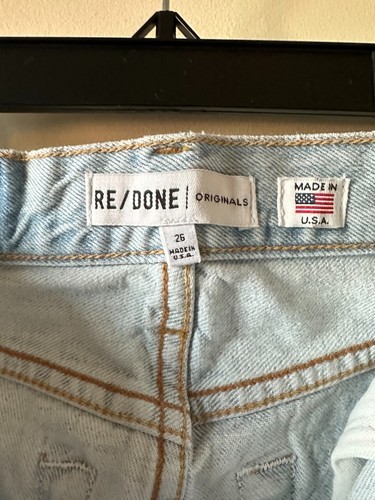 RE/DONE | ORIGINALS
MADE IN
U.S.A.
26
MADE IN
U.S.A.